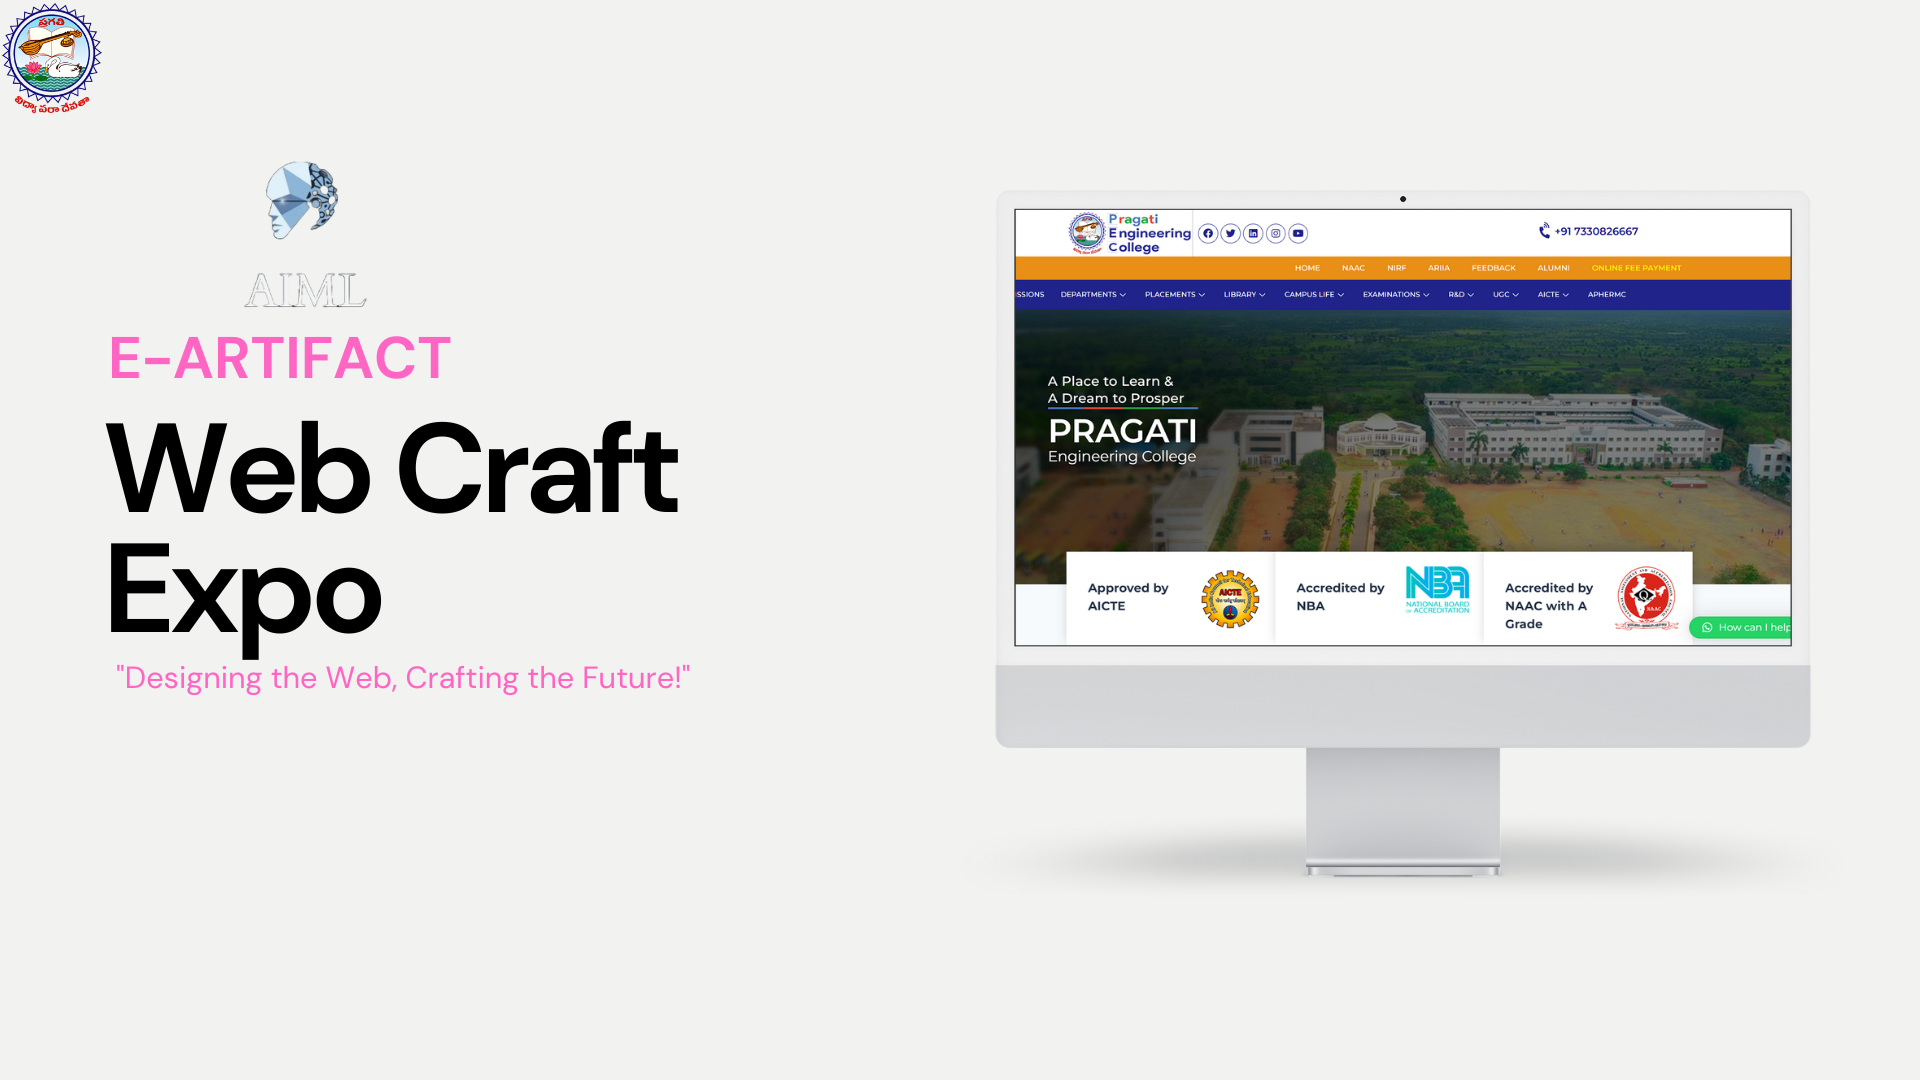 ప్రగతి
విద్యా పరా దేవతా
AIML
E-ARTIFACT
Web Craft
Expo
"Designing the Web, Crafting the Future!"
Pragati
Engineering
College
+91 7330826667
HOME NAAC NIRF ARIIA FEEDBACK ALUMNI ONLINE FEE PAYMENT
ISSIONS DEPARTMENTS PLACEMENTS LIBRARY CAMPUS LIFE EXAMINATIONS R&D UGC AICTE APHERMC
A Place to Learn &
A Dream to Prosper
PRAGATI
Engineering College
Approved by
AICTE
AICTE
Accredited by
NBA
NBA
NATIONAL BOARD
OF ACCREDITATION
Accredited by
NAAC with A
Grade
NAAC
How can I help